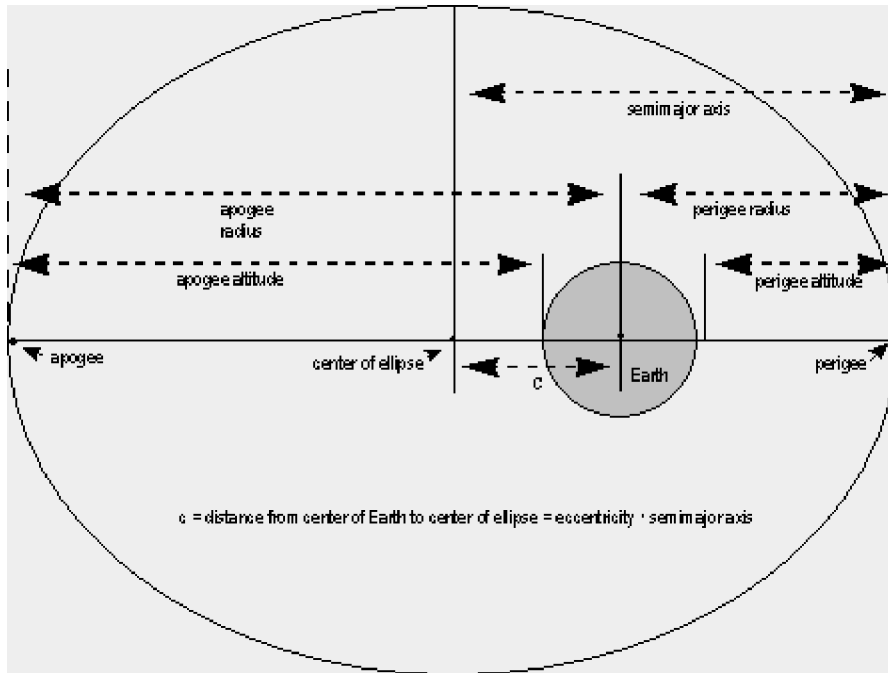 semimajor axis
apogee
radius
perigee radius
apogee altitude
perigee altitude
apogee
center of ellipse
perigee
c
Earth
c = distance from center of Earth to center of ellipse = eccentricity · semimajor axis